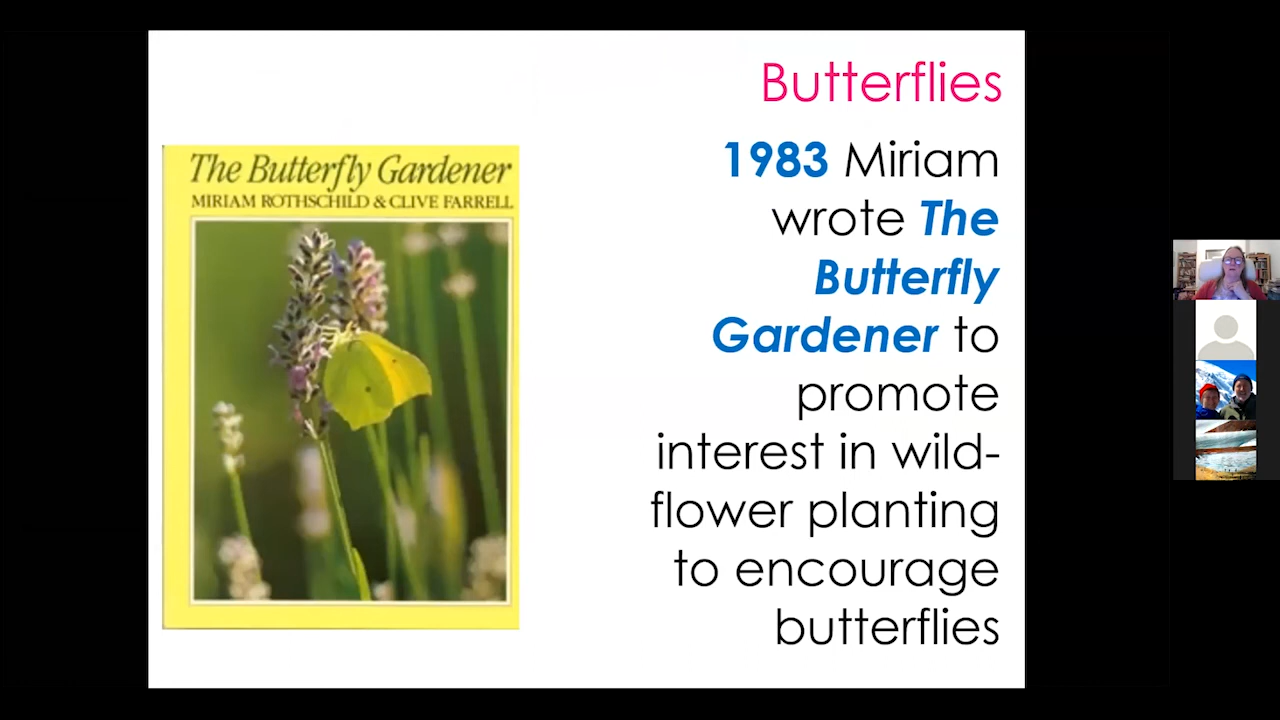 Butterflies
The Butterfly Gardener
MIRIAM ROTHSCHILD & CLIVE FARRELL
1983 Miriam
wrote The
Butterfly
Gardener to
promote
interest in wild-
flower planting
to encourage
butterflies